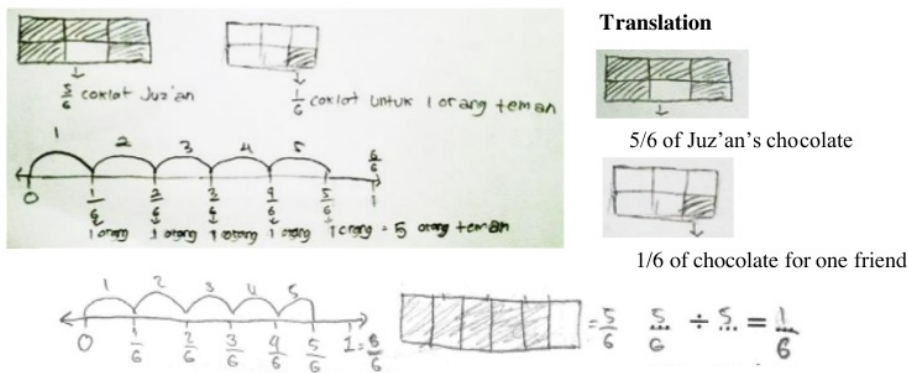 Translation
5/6 coklat Juz'an
1/6 coklat untuk 1 orang teman
5/6 of Juz'an's chocolate
1 2 3 4 5 6/6
0 1/6 2/6 3/6 4/6 5/6 1
1 orang 1 orang 1 orang 1 orang 1 orang = 5 orang teman
1/6 of chocolate for one friend
1 2 3 4 5
0 1/6 2/6 3/6 4/6 5/6 1=6/6
=5/6 5/6 ÷ 5 = 1/6